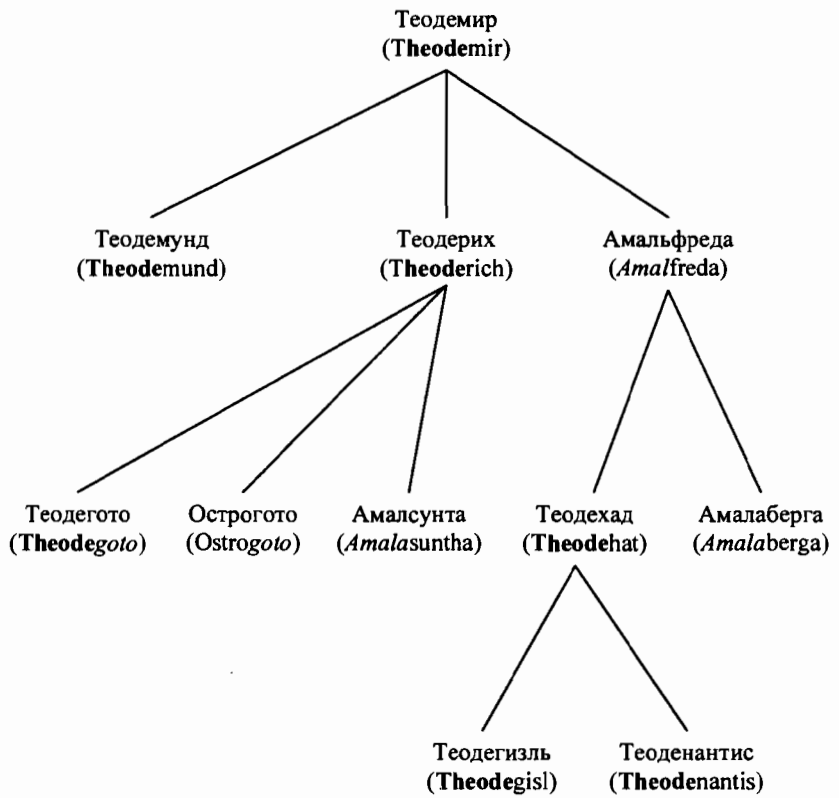 Теодемир
(Theodemir)
Теодемунд
(Theodemund)
Теодерих
(Theoderich)
Амальфреда
(Amalfreda)
Теодегото
(Theodegoto)
Острогото
(Ostrogoto)
Амалсунта
(Amalasuntha)
Теодехад
(Theodehat)
Амалаберга
(Amalaberga)
Теодегизль
(Theodegisl)
Теоденантис
(Theodenantis)